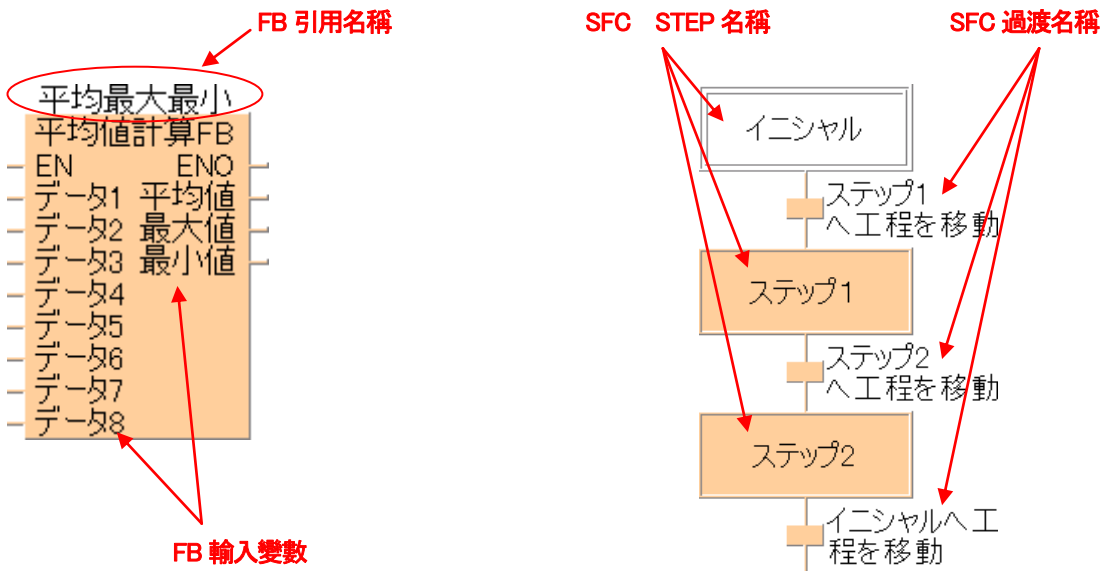 FB 引用名稱
SFC STEP 名稱
SFC 過渡名稱
平均最大最小
平均値計算FB
EN ENO
データ1 平均値
データ2 最大値
データ3 最小値
データ4
データ5
データ6
データ7
データ8
FB 輸入變數
イニシャル
ステップ1
へ工程を移動
ステップ1
ステップ2
へ工程を移動
ステップ2
イニシャルへ工
程を移動